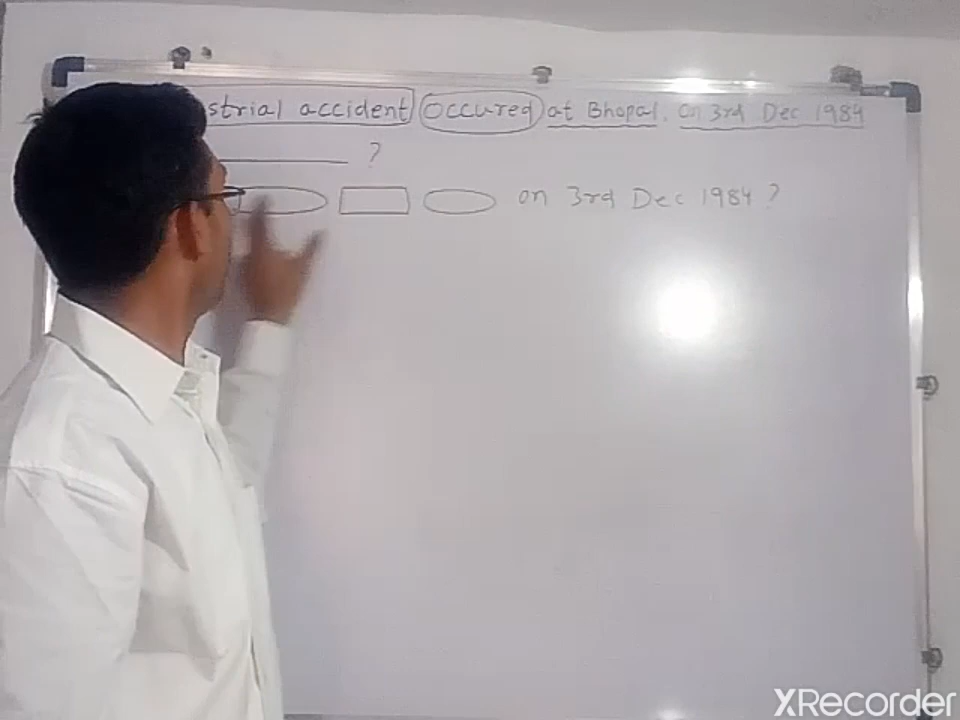 strial accident occured at Bhopal. on 3rd Dec 1984
?
on 3rd Dec 1984 ?
XRecorder